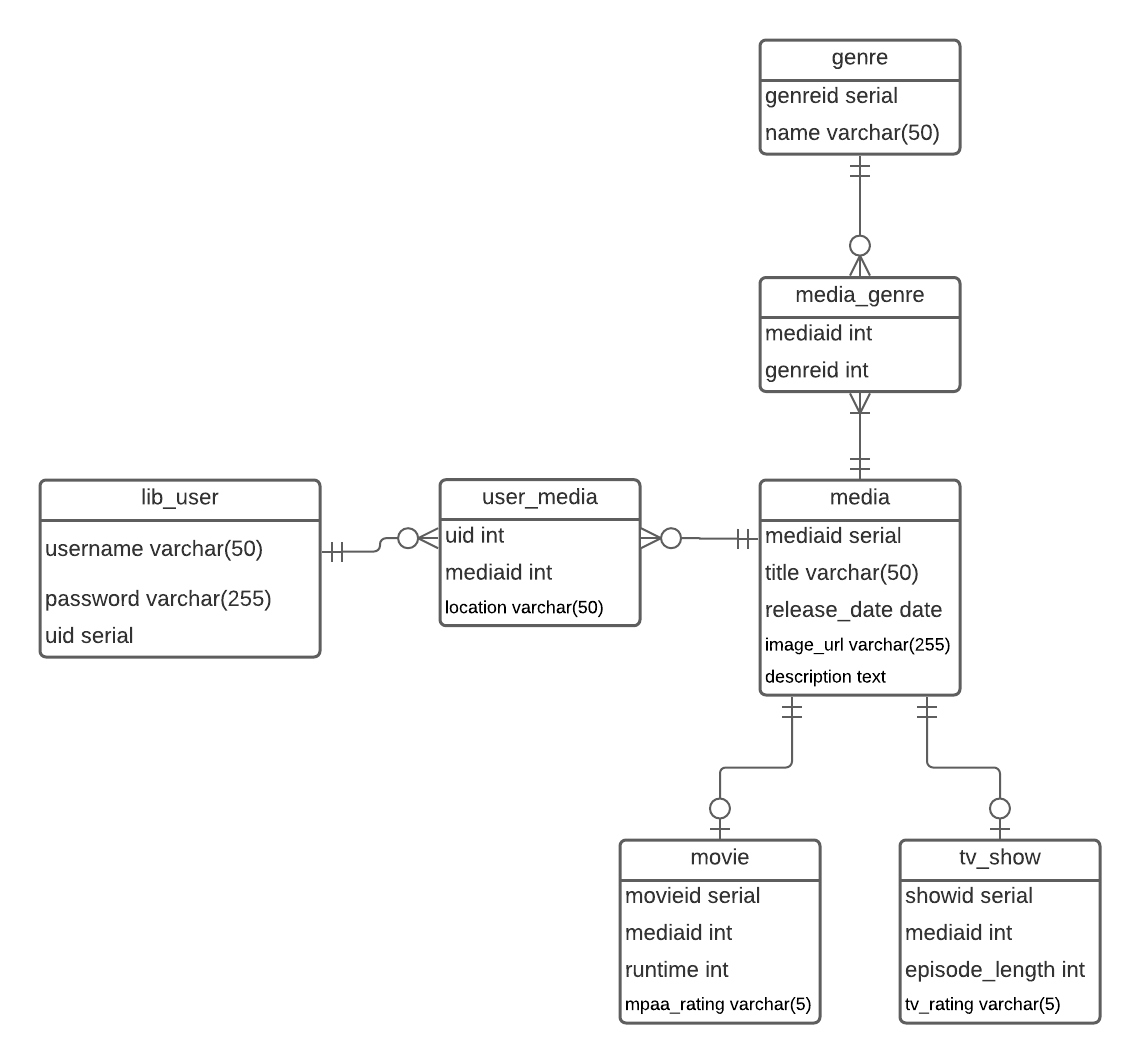 genre
genreid serial
name varchar(50)
media_genre
mediaid int
genreid int
lib_user
username varchar(50)
password varchar(255)
uid serial
user_media
uid int
mediaid int
location varchar(50)
media
mediaid serial
title varchar(50)
release_date date
image_url varchar(255)
description text
movie
movieid serial
mediaid int
runtime int
mpaa_rating varchar(5)
tv_show
showid serial
mediaid int
episode_length int
tv_rating varchar(5)